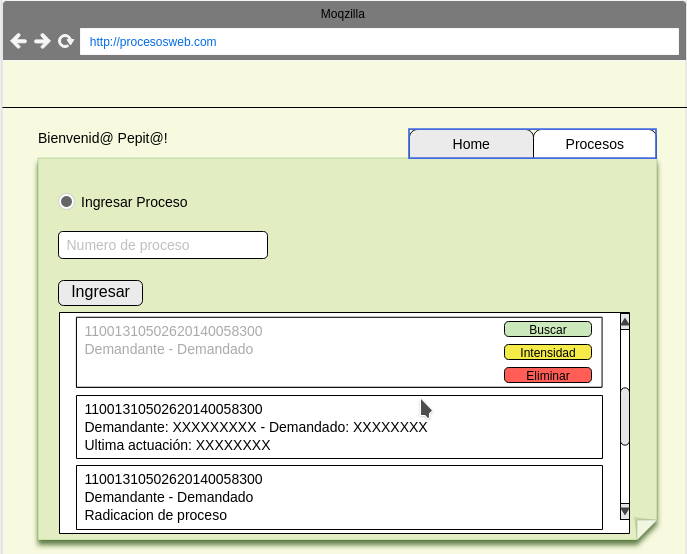 Moqzilla
http://procesosweb.com
Bienvenid@ Pepit@!
Home
Procesos
Ingresar Proceso
Numero de proceso
Ingresar
11001310502620140058300
Demandante - Demandado
Buscar
Intensidad
Eliminar
11001310502620140058300
Demandante: XXXXXXXXX - Demandado: XXXXXXXX
Ultima actuación: XXXXXXXX
11001310502620140058300
Demandante - Demandado
Radicacion de proceso